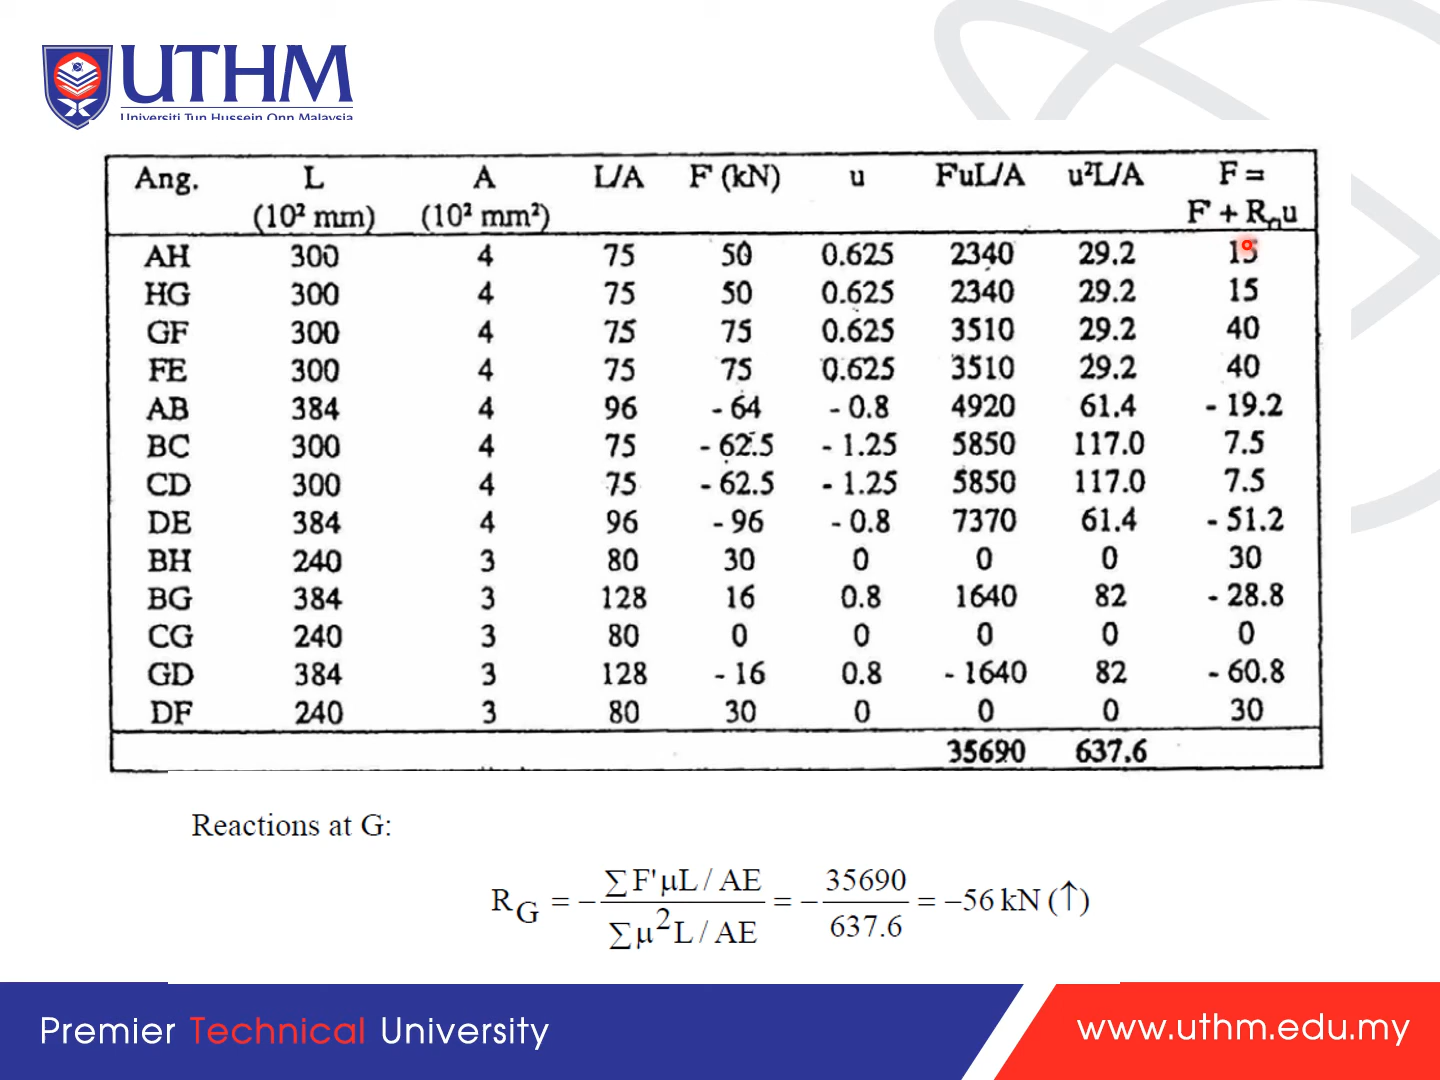 UTHM
Universiti Tun Hussein Onn Malaysia
Ang. L A L/A F' (kN) u F'uL/A u²L/A F =
(10² mm) (10² mm²) F' + R_G u
AH 300 4 75 50 0.625 2340 29.2 15
HG 300 4 75 50 0.625 2340 29.2 15
GF 300 4 75 75 0.625 3510 29.2 40
FE 300 4 75 75 0.625 3510 29.2 40
AB 384 4 96 - 64 - 0.8 4920 61.4 - 19.2
BC 300 4 75 - 62.5 - 1.25 5850 117.0 7.5
CD 300 4 75 - 62.5 - 1.25 5850 117.0 7.5
DE 384 4 96 - 96 - 0.8 7370 61.4 - 51.2
BH 240 3 80 30 0 0 0 30
BG 384 3 128 16 0.8 1640 82 - 28.8
CG 240 3 80 0 0 0 0 0
GD 384 3 128 - 16 0.8 - 1640 82 - 60.8
DF 240 3 80 30 0 0 0 30
35690 637.6
Reactions at G:
R_G = - ∑F'μL / AE / ∑μ²L / AE = - 35690 / 637.6 = -56 kN (↑)
Premier Technical University
www.uthm.edu.my